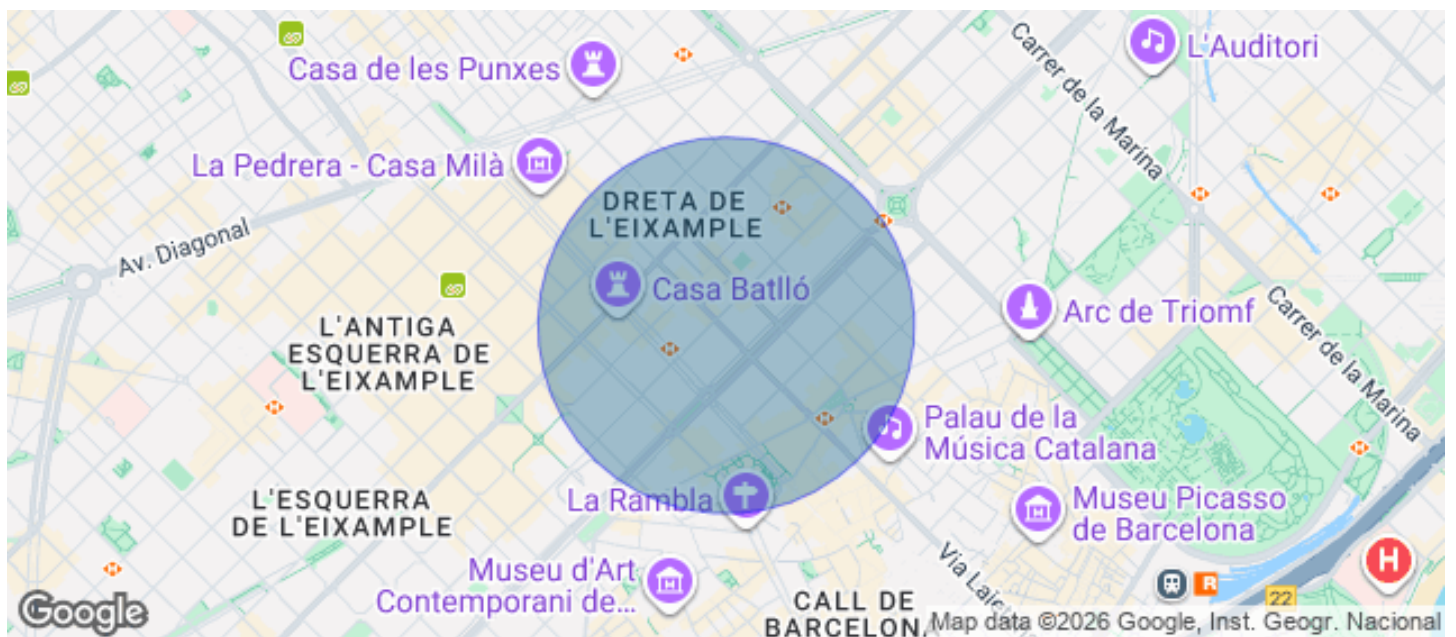 Casa de les Punxes
L'Auditori
Carrer de la Marina
La Pedrera - Casa Milà
DRETA DE
L'EIXAMPLE
Av. Diagonal
Casa Batlló
Arc de Triomf
Carrer de la Marina
L'ANTIGA
ESQUERRA DE
L'EIXAMPLE
Palau de la
Música Catalana
L'ESQUERRA
DE L'EIXAMPLE
La Rambla
Museu Picasso
de Barcelona
Museu d'Art
Contemporani de...
Via Laiet
H
R
22
CALL DE
BARCELONA
Google
Map data ©2026 Google, Inst. Geogr. Nacional